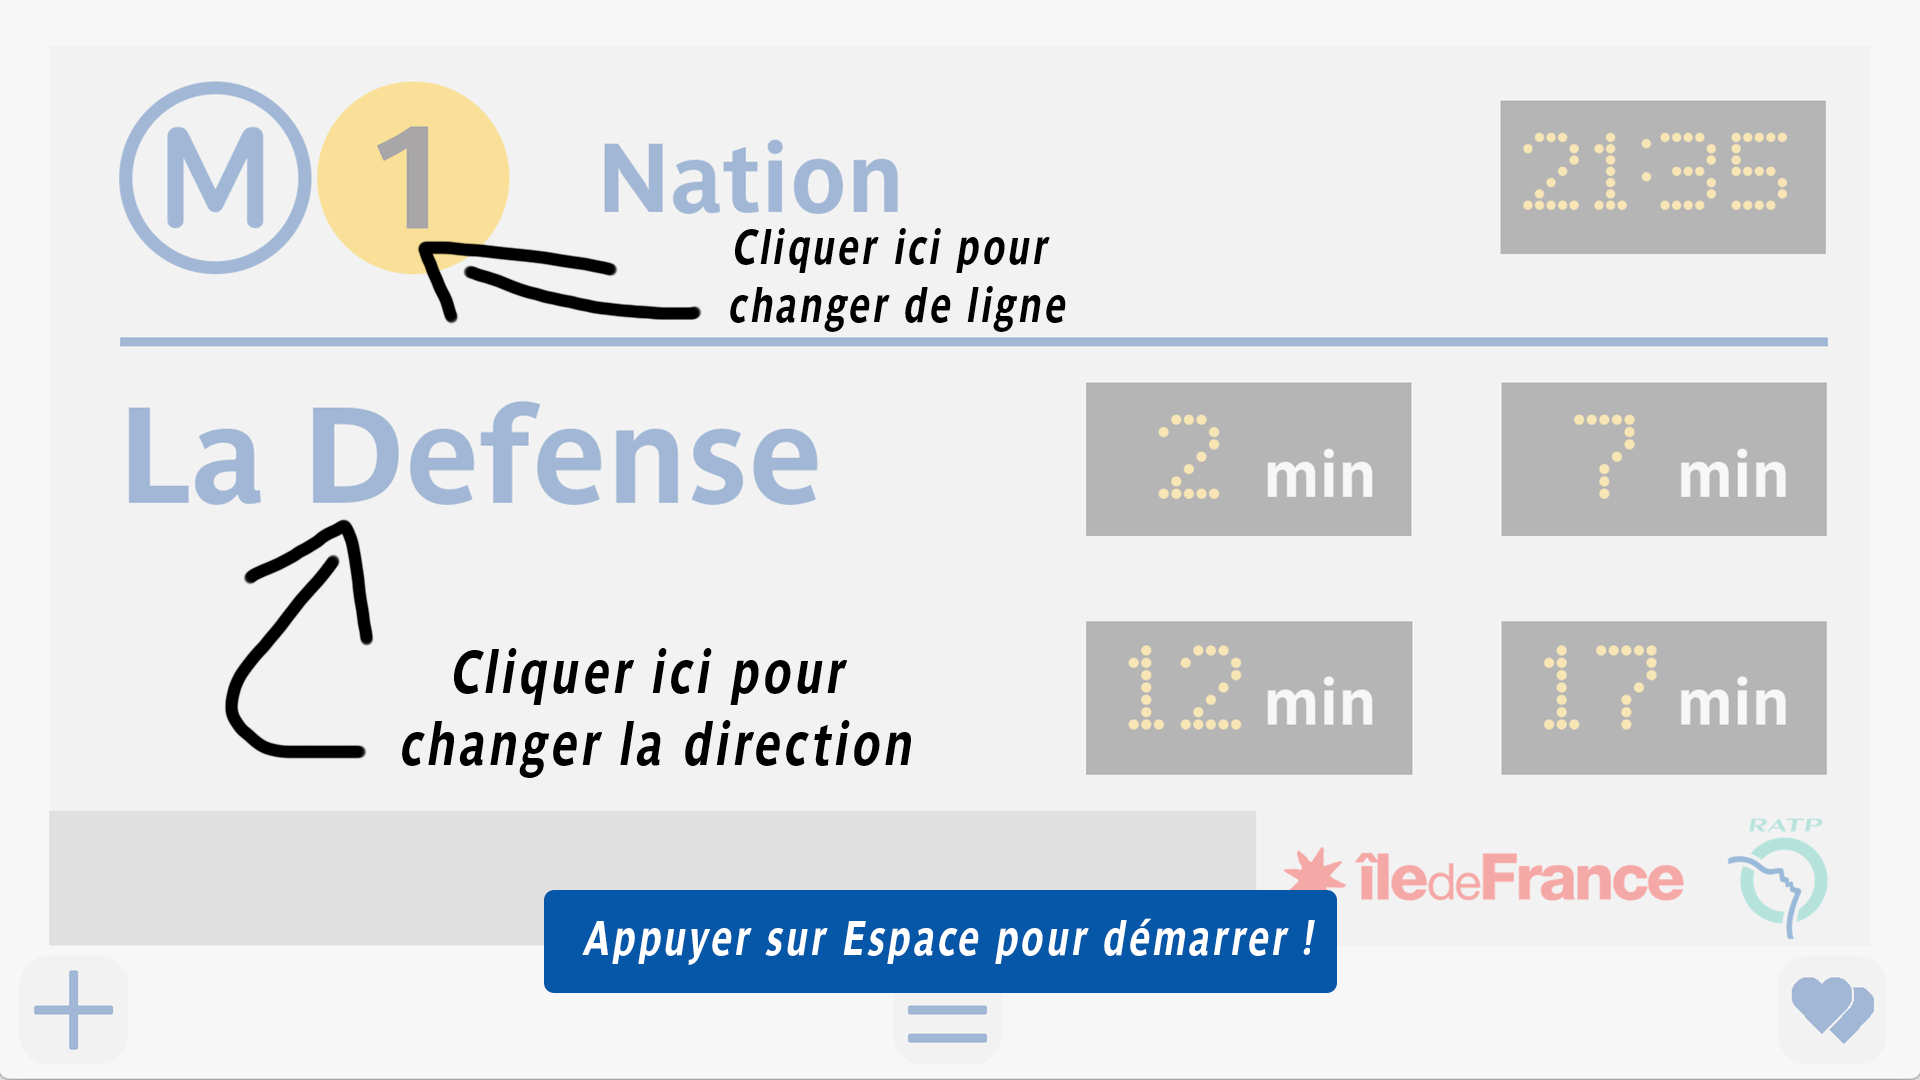 M 1 Nation 21:35
Cliquer ici pour
changer de ligne
La Defense 2 min 7 min
Cliquer ici pour
changer la direction
12 min 17 min
îledeFrance RATP
Appuyer sur Espace pour démarrer !